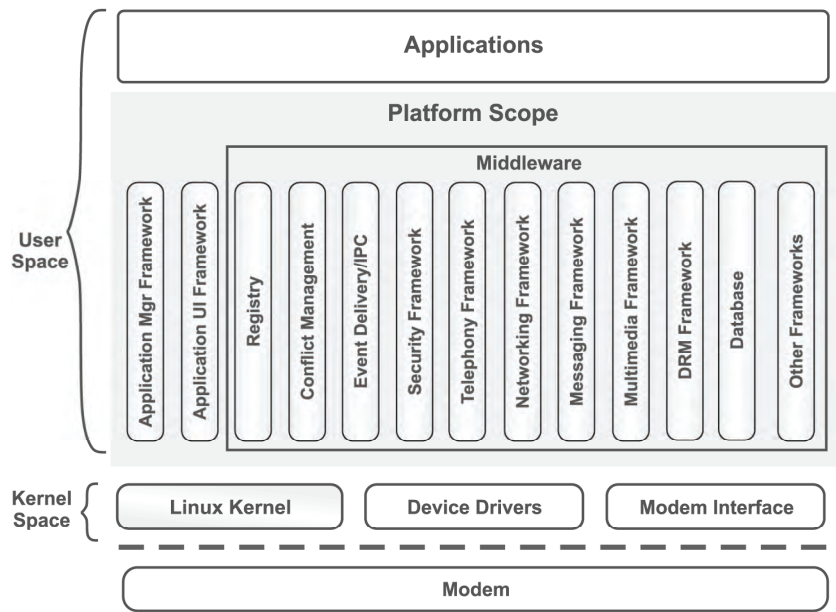 Applications
Platform Scope
Middleware
User
Space
Application Mgr Framework
Application UI Framework
Registry
Conflict Management
Event Delivery/IPC
Security Framework
Telephony Framework
Networking Framework
Messaging Framework
Multimedia Framework
DRM Framework
Database
Other Frameworks
Kernel
Space
Linux Kernel
Device Drivers
Modem Interface
Modem